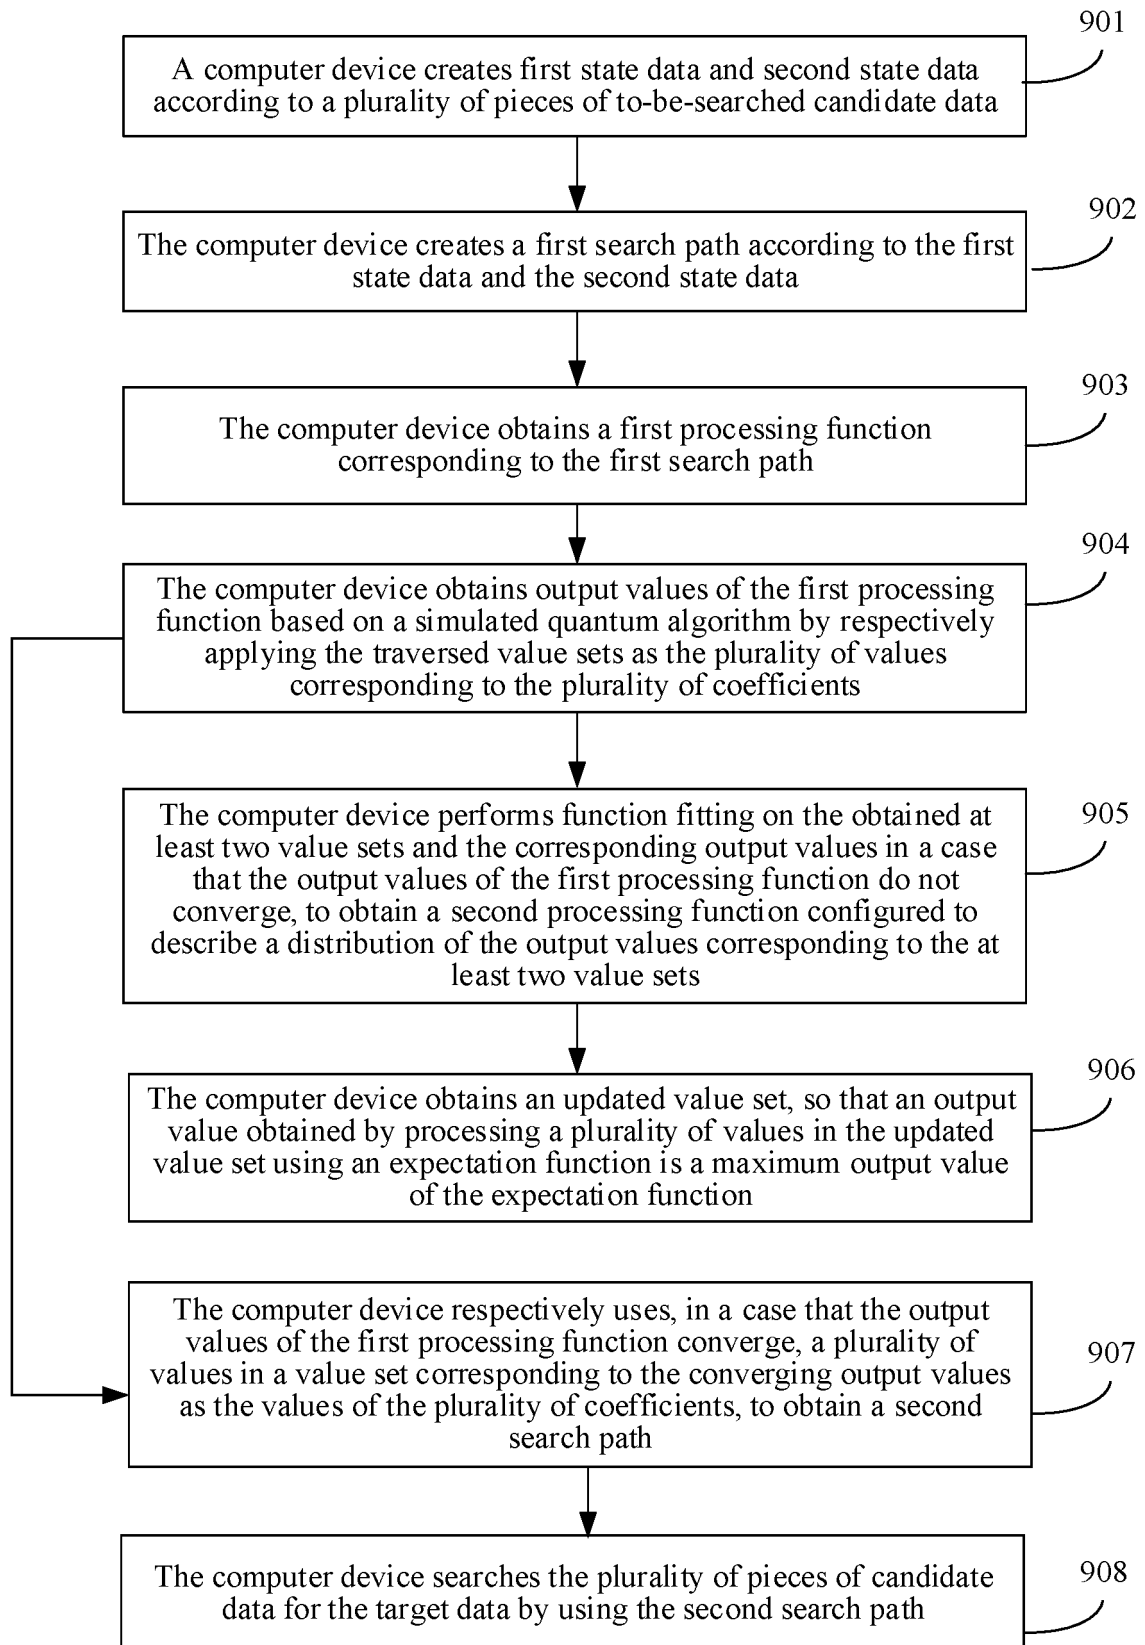 901
A computer device creates first state data and second state data
according to a plurality of pieces of to-be-searched candidate data
902
The computer device creates a first search path according to the first
state data and the second state data
903
The computer device obtains a first processing function
corresponding to the first search path
904
The computer device obtains output values of the first processing
function based on a simulated quantum algorithm by respectively
applying the traversed value sets as the plurality of values
corresponding to the plurality of coefficients
905
The computer device performs function fitting on the obtained at
least two value sets and the corresponding output values in a case
that the output values of the first processing function do not
converge, to obtain a second processing function configured to
describe a distribution of the output values corresponding to the at
least two value sets
906
The computer device obtains an updated value set, so that an output
value obtained by processing a plurality of values in the updated
value set using an expectation function is a maximum output value
of the expectation function
907
The computer device respectively uses, in a case that the output
values of the first processing function converge, a plurality of
values in a value set corresponding to the converging output values
as the values of the plurality of coefficients, to obtain a second
search path
908
The computer device searches the plurality of pieces of candidate
data for the target data by using the second search path